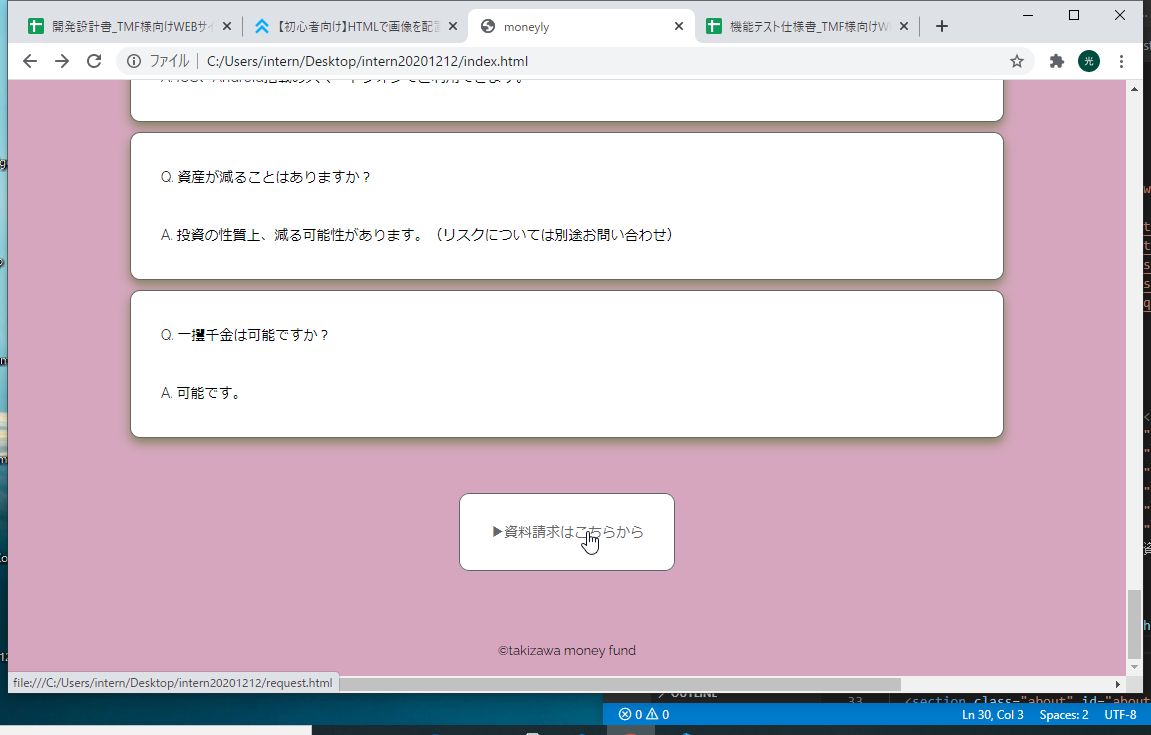 開発設計書_TMF様向けWEBサイ
【初心者向け】HTMLで画像を配置
moneyly
機能テスト仕様書_TMF様向けW
ファイル
C:/Users/intern/Desktop/intern20201212/index.html
光
Q. 資産が減ることはありますか？
A. 投資の性質上、減る可能性があります。（リスクについては別途お問い合わせ）
Q. 一攫千金は可能ですか？
A. 可能です。
▶資料請求はこちらから
©takizawa money fund
file:///C:/Users/intern/Desktop/intern20201212/request.html
OUTLINE
33
<section class="about" id="about
0
0
Ln 30, Col 3
Spaces: 2
UTF-8